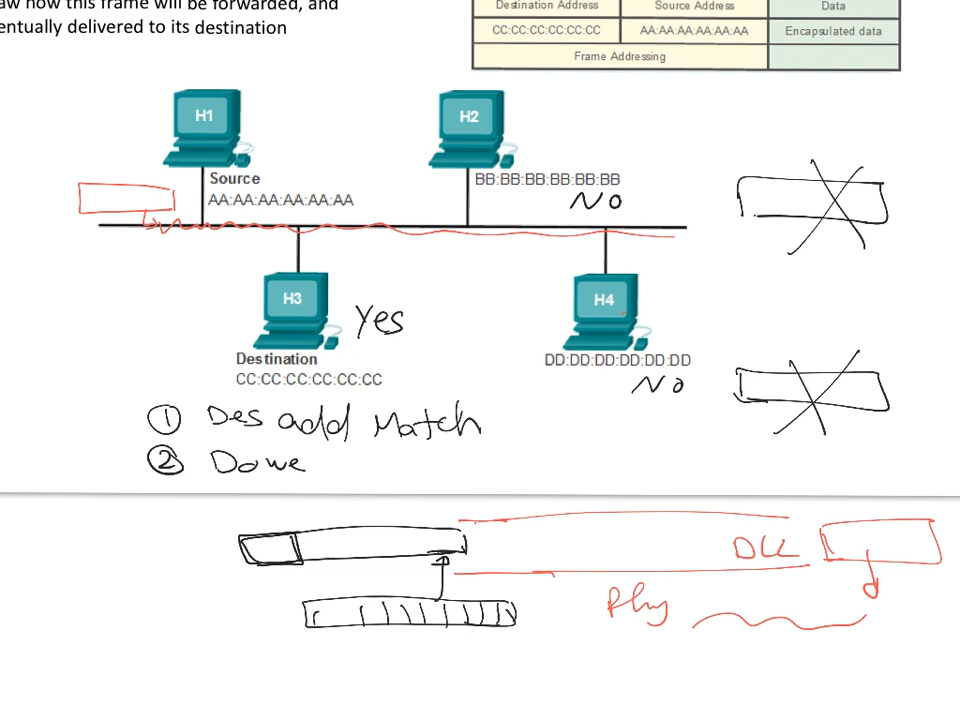 aw how this frame will be forwarded, and
entually delivered to its destination
Destination Address Source Address Data
CC:CC:CC:CC:CC:CC AA:AA:AA:AA:AA:AA Encapsulated data
Frame Addressing
H1
H2
Source
AA:AA:AA:AA:AA:AA
BB:BB:BB:BB:BB:BB
NO
H3
H4
Yes
Destination
CC:CC:CC:CC:CC:CC
DD:DD:DD:DD:DD:DD
NO
① Des add Match
②
DLL
Phy